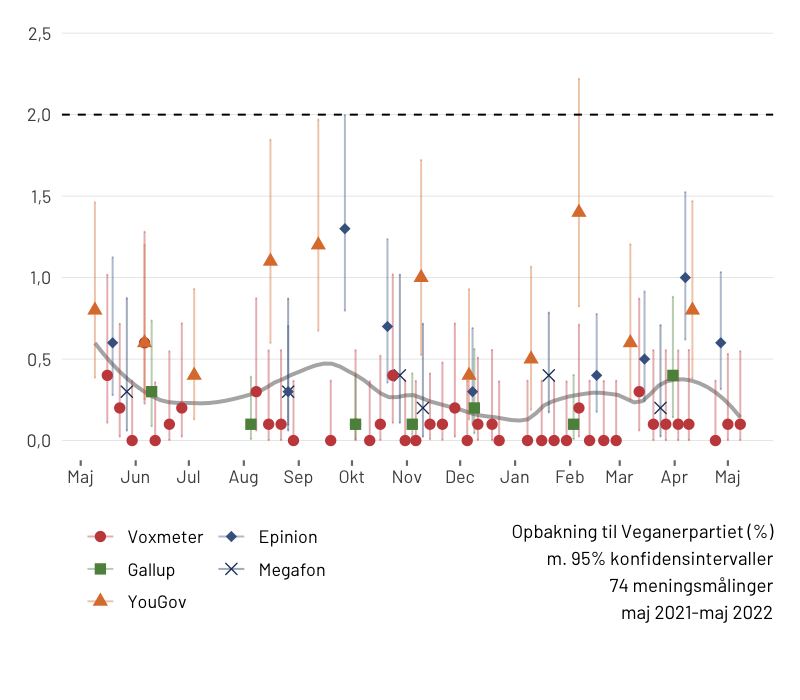 2,5
2,0
1,5
1,0
0,5
0,0
Maj Jun Jul Aug Sep Okt Nov Dec Jan Feb Mar Apr Maj
Voxmeter Epinion
Gallup Megafon
YouGov
Opbakning til Veganerpartiet (%)
m. 95% konfidensintervaller
74 meningsmålinger
maj 2021-maj 2022